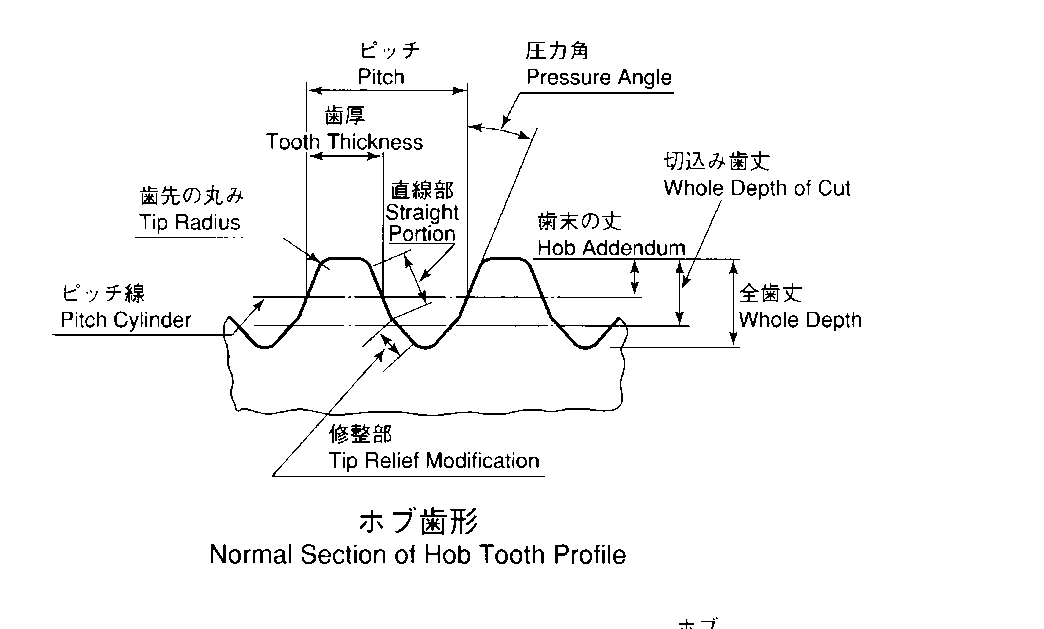 ピッチ
Pitch
圧力角
Pressure Angle
歯厚
Tooth Thickness
切込み歯丈
Whole Depth of Cut
歯先の丸み
Tip Radius
直線部
Straight
Portion
歯末の丈
Hob Addendum
ピッチ線
Pitch Cylinder
全歯丈
Whole Depth
修整部
Tip Relief Modification
ホブ歯形
Normal Section of Hob Tooth Profile
ホブ